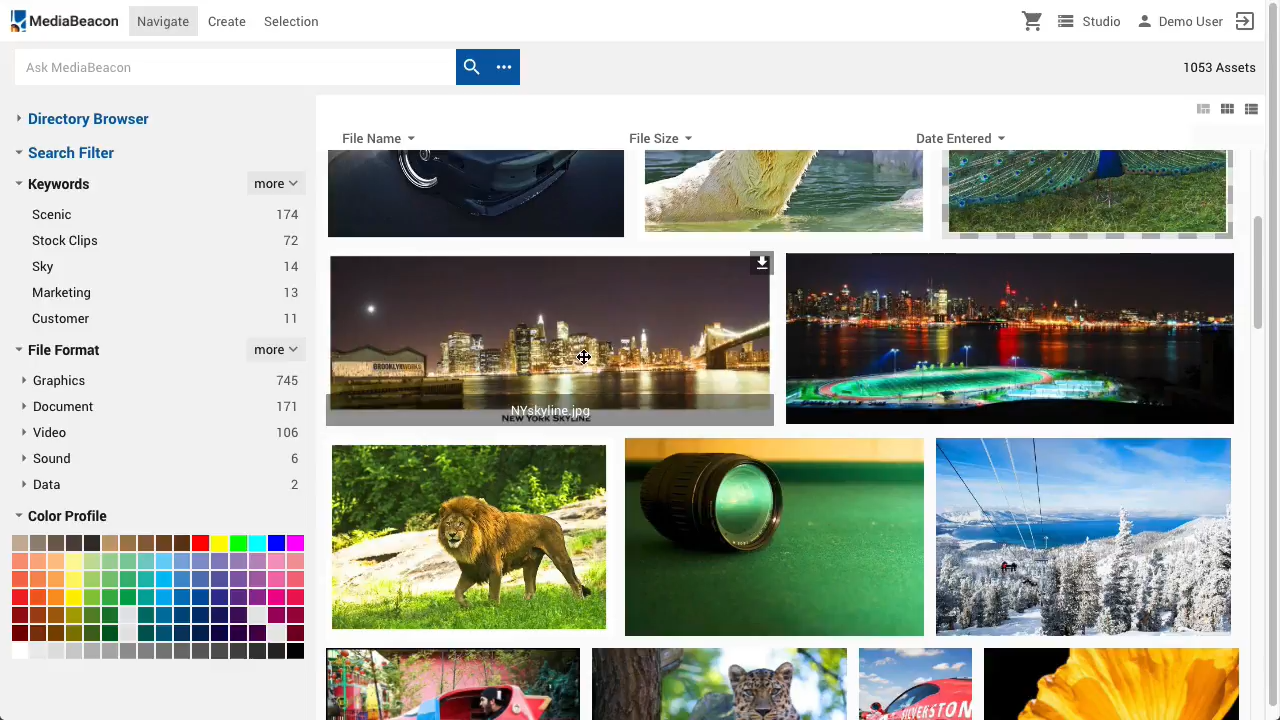 MediaBeacon
Navigate
Create
Selection
Studio
Demo User
Ask MediaBeacon
1053 Assets
Directory Browser
Search Filter
Keywords
more
Scenic 174
Stock Clips 72
Sky 14
Marketing 13
Customer 11
File Format
more
Graphics 745
Document 171
Video 106
Sound 6
Data 2
Color Profile
File Name
File Size
Date Entered
BROOKLYNWORKS
NYskyline.jpg
NEW YORK SKYLINE
SILVERSTON